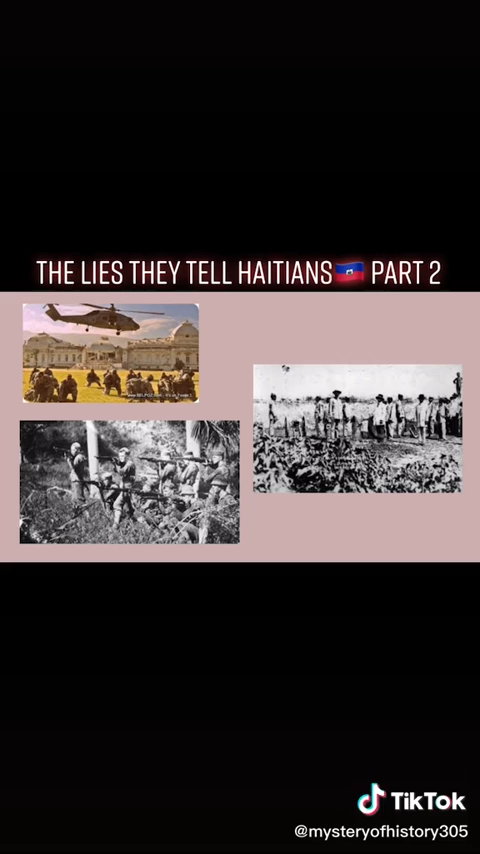 THE LIES THEY TELL HAITIANS🇭🇹 PART 2
TikTok
@mysteryofhistory305